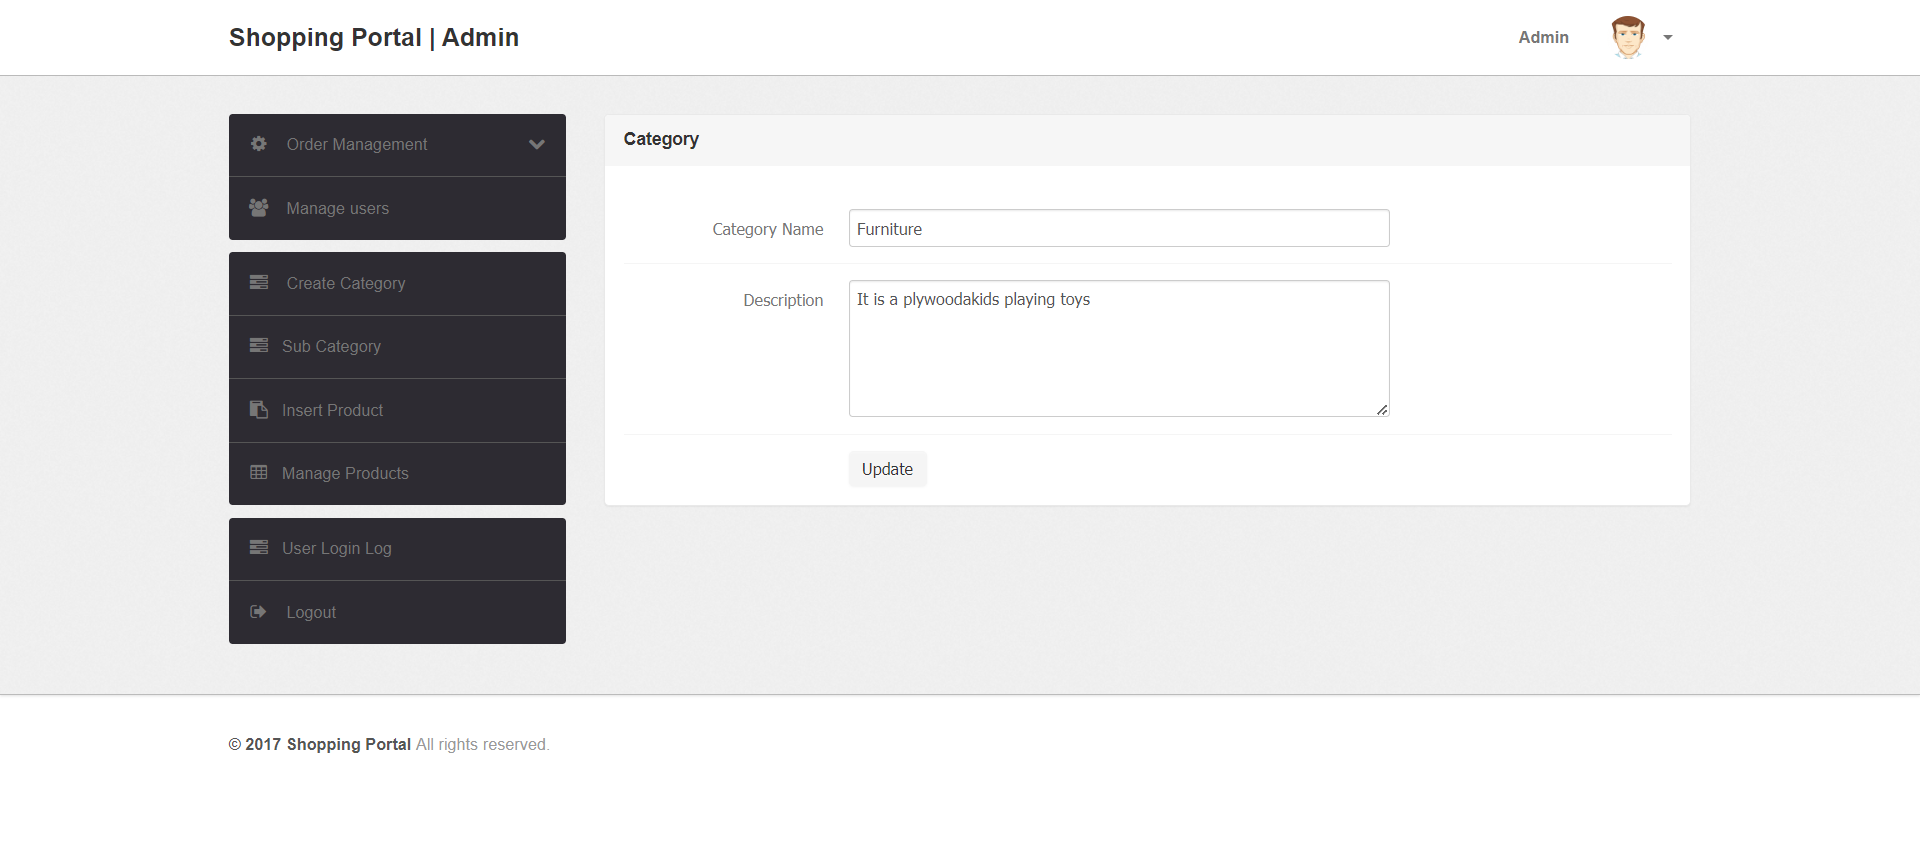 Shopping Portal | Admin
Admin
Order Management
Manage users
Create Category
Sub Category
Insert Product
Manage Products
User Login Log
Logout
Category
Category Name
Furniture
Description
It is a plywoodakids playing toys
Update
© 2017 Shopping Portal All rights reserved.